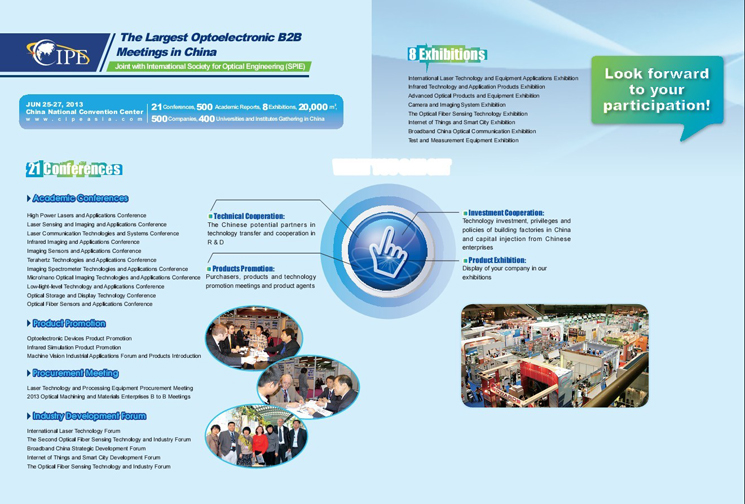 CIPE
The Largest Optoelectronic B2B
Meetings in China
Joint with International Society for Optical Engineering (SPIE)
JUN 25-27, 2013
China National Convention Center
www.cipeasia.com
21 Conferences, 500 Academic Reports, 8 Exhibitions, 20,000 m²,
500 Companies, 400 Universities and Institutes Gathering in China
8 Exhibitions
International Laser Technology and Equipment Applications Exhibition
Infrared Technology and Application Products Exhibition
Advanced Optical Products and Equipment Exhibition
Camera and Imaging System Exhibition
The Optical Fiber Sensing Technology Exhibition
Internet of Things and Smart City Exhibition
Broadband China Optical Communication Exhibition
Test and Measurement Equipment Exhibition
Look forward
to your
participation!
21 Conferences
Academic Conferences
High Power Lasers and Applications Conference
Laser Sensing and Imaging and Applications Conference
Laser Communication Technologies and Systems Conference
Infrared Imaging and Applications Conference
Imaging Sensors and Applications Conference
Terahertz Technologies and Applications Conference
Imaging Spectrometer Technologies and Applications Conference
Micro/nano Optical Imaging Technologies and Applications Conference
Low-light-level Technology and Applications Conference
Optical Storage and Display Technology Conference
Optical Fiber Sensors and Applications Conference
Product Promotion
Optoelectronic Devices Product Promotion
Infrared Simulation Product Promotion
Machine Vision Industrial Applications Forum and Products Introduction
Procurement Meeting
Laser Technology and Processing Equipment Procurement Meeting
2013 Optical Machining and Materials Enterprises B to B Meetings
Industry Development Forum
International Laser Technology Forum
The Second Optical Fiber Sensing Technology and Industry Forum
Broadband China Strategic Development Forum
Internet of Things and Smart City Development Forum
The Optical Fiber Sensing Technology and Industry Forum
Technical Cooperation:
The Chinese potential partners in
technology transfer and cooperation in
R & D
Products Promotion:
Purchasers, products and technology
promotion meetings and product agents
Investment Cooperation:
Technology investment, privileges and
policies of building factories in China
and capital injection from Chinese
enterprises
Product Exhibition:
Display of your company in our
exhibitions